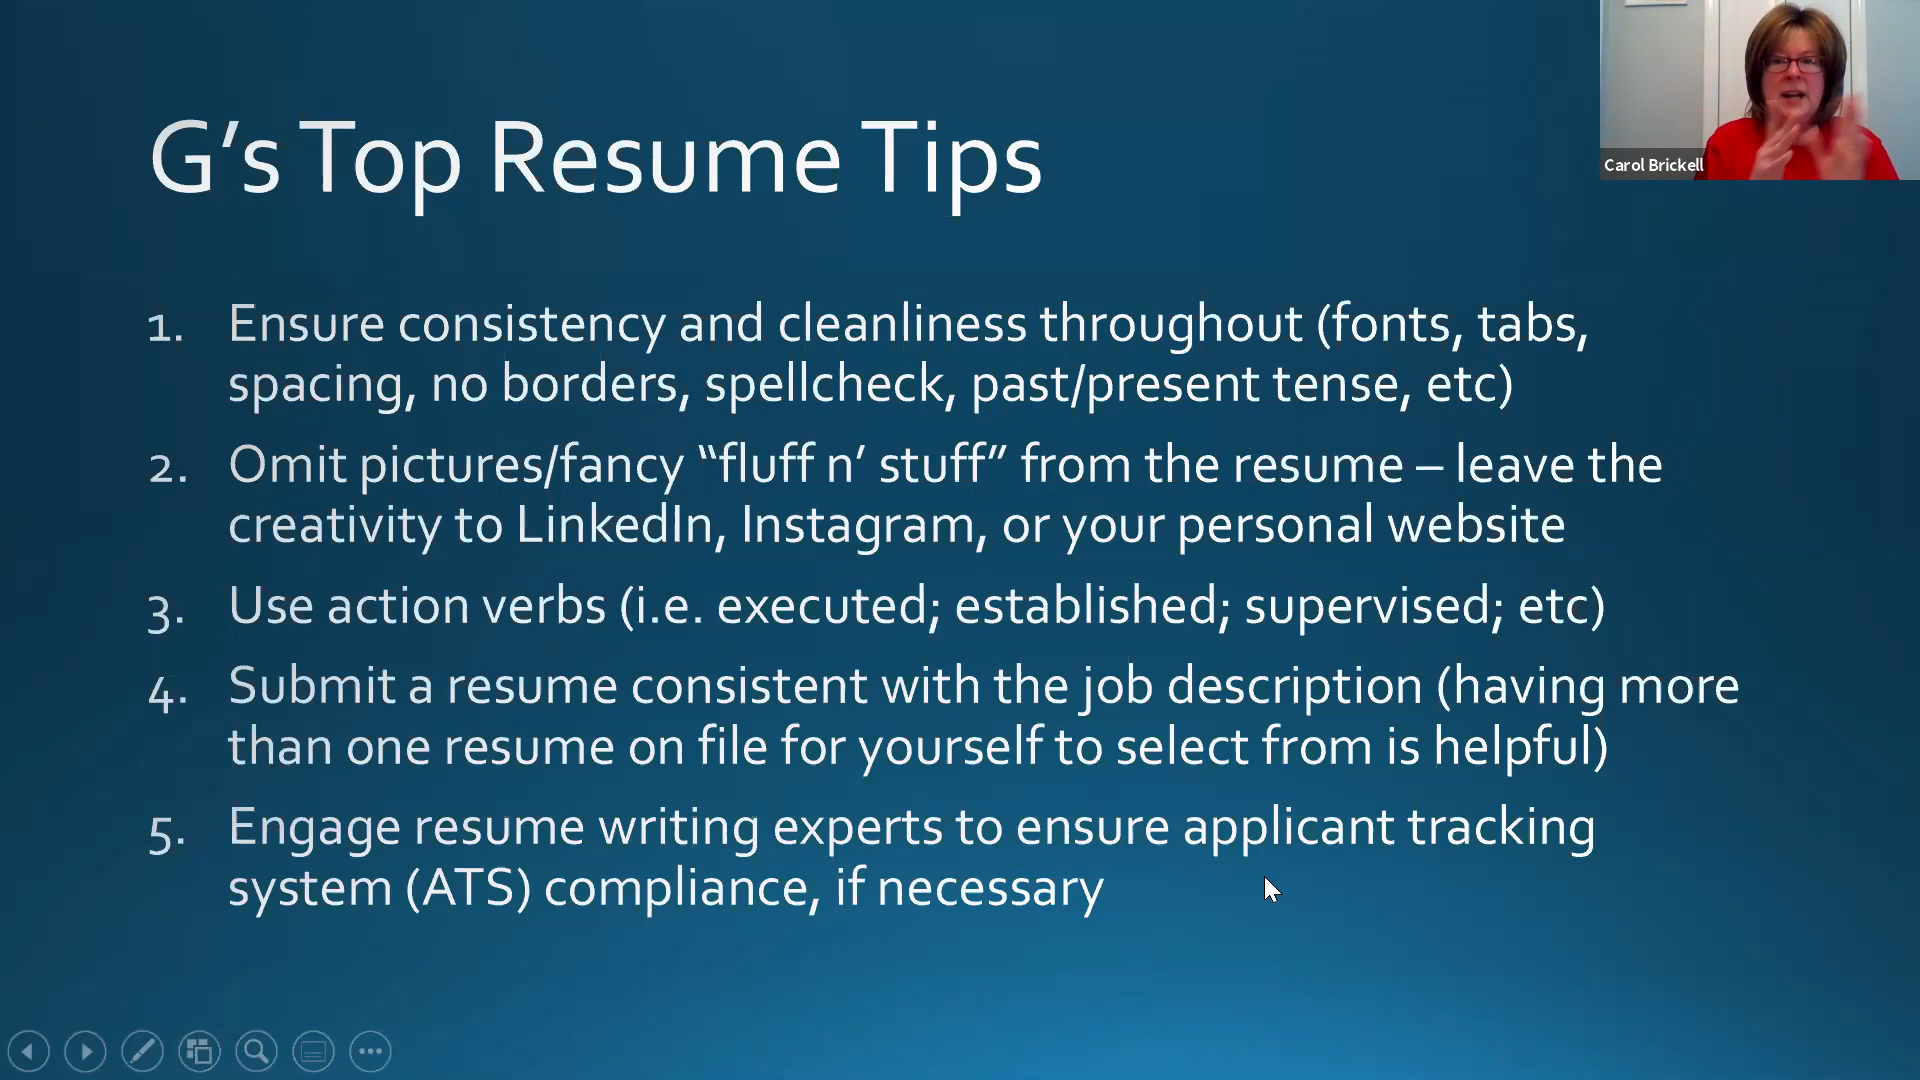 Carol Brickell
G’s Top Resume Tips
1. Ensure consistency and cleanliness throughout (fonts, tabs,
spacing, no borders, spellcheck, past/present tense, etc)
2. Omit pictures/fancy “fluff n’ stuff” from the resume – leave the
creativity to LinkedIn, Instagram, or your personal website
3. Use action verbs (i.e. executed; established; supervised; etc)
4. Submit a resume consistent with the job description (having more
than one resume on file for yourself to select from is helpful)
5. Engage resume writing experts to ensure applicant tracking
system (ATS) compliance, if necessary